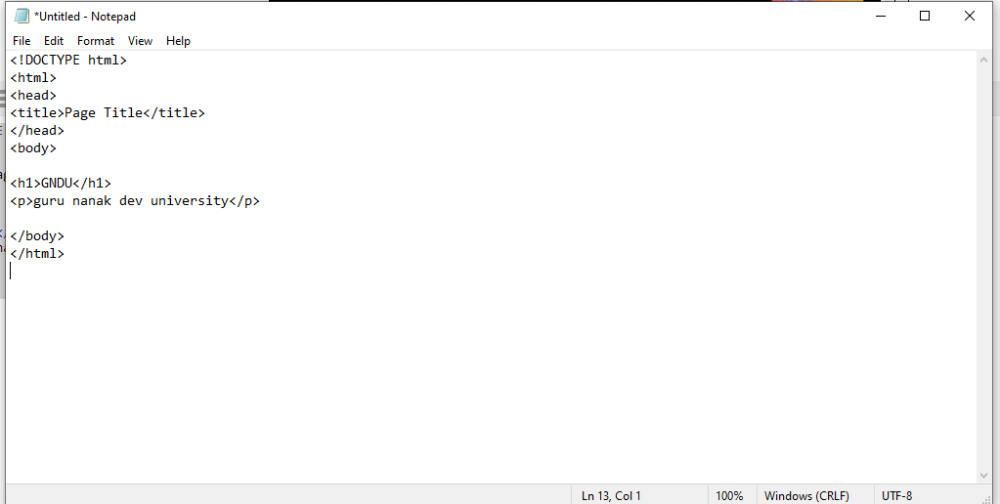 *Untitled - Notepad
File Edit Format View Help
<!DOCTYPE html>
<html>
<head>
<title>Page Title</title>
</head>
<body>
<h1>GNDU</h1>
<p>guru nanak dev university</p>
</body>
</html>
Ln 13, Col 1 100% Windows (CRLF) UTF-8